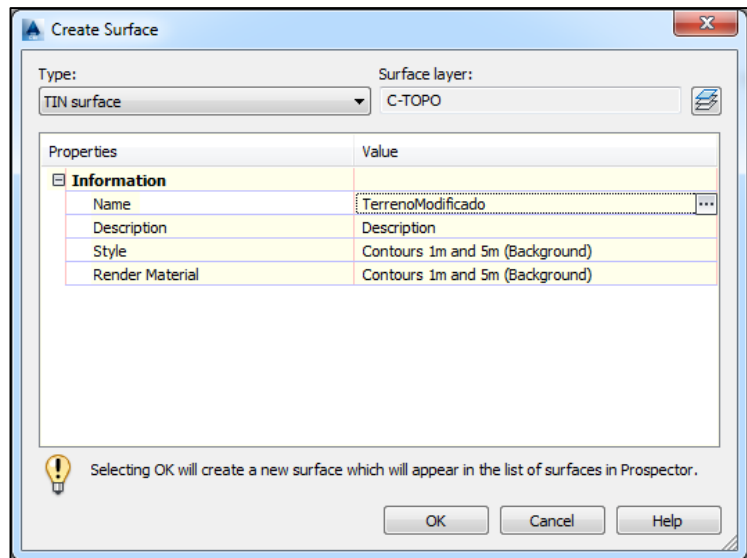 Create Surface
Type:
Surface layer:
TIN surface
C-TOPO
Properties Value
Information
Name TerrenoModificado ...
Description Description
Style Contours 1m and 5m (Background)
Render Material Contours 1m and 5m (Background)
Selecting OK will create a new surface which will appear in the list of surfaces in Prospector.
OK Cancel Help